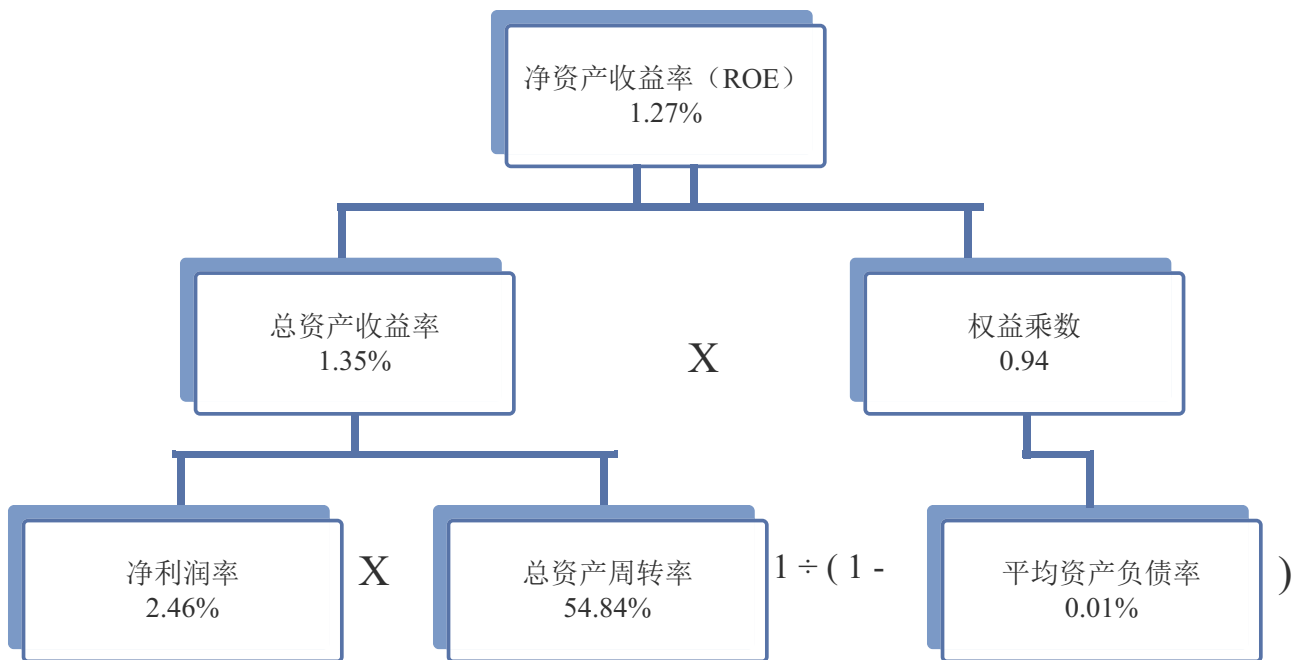 净资产收益率（ROE）
1.27%
总资产收益率
1.35%
X
权益乘数
0.94
净利润率
2.46%
X
总资产周转率
54.84%
1 ÷ ( 1 -
平均资产负债率
0.01%
)